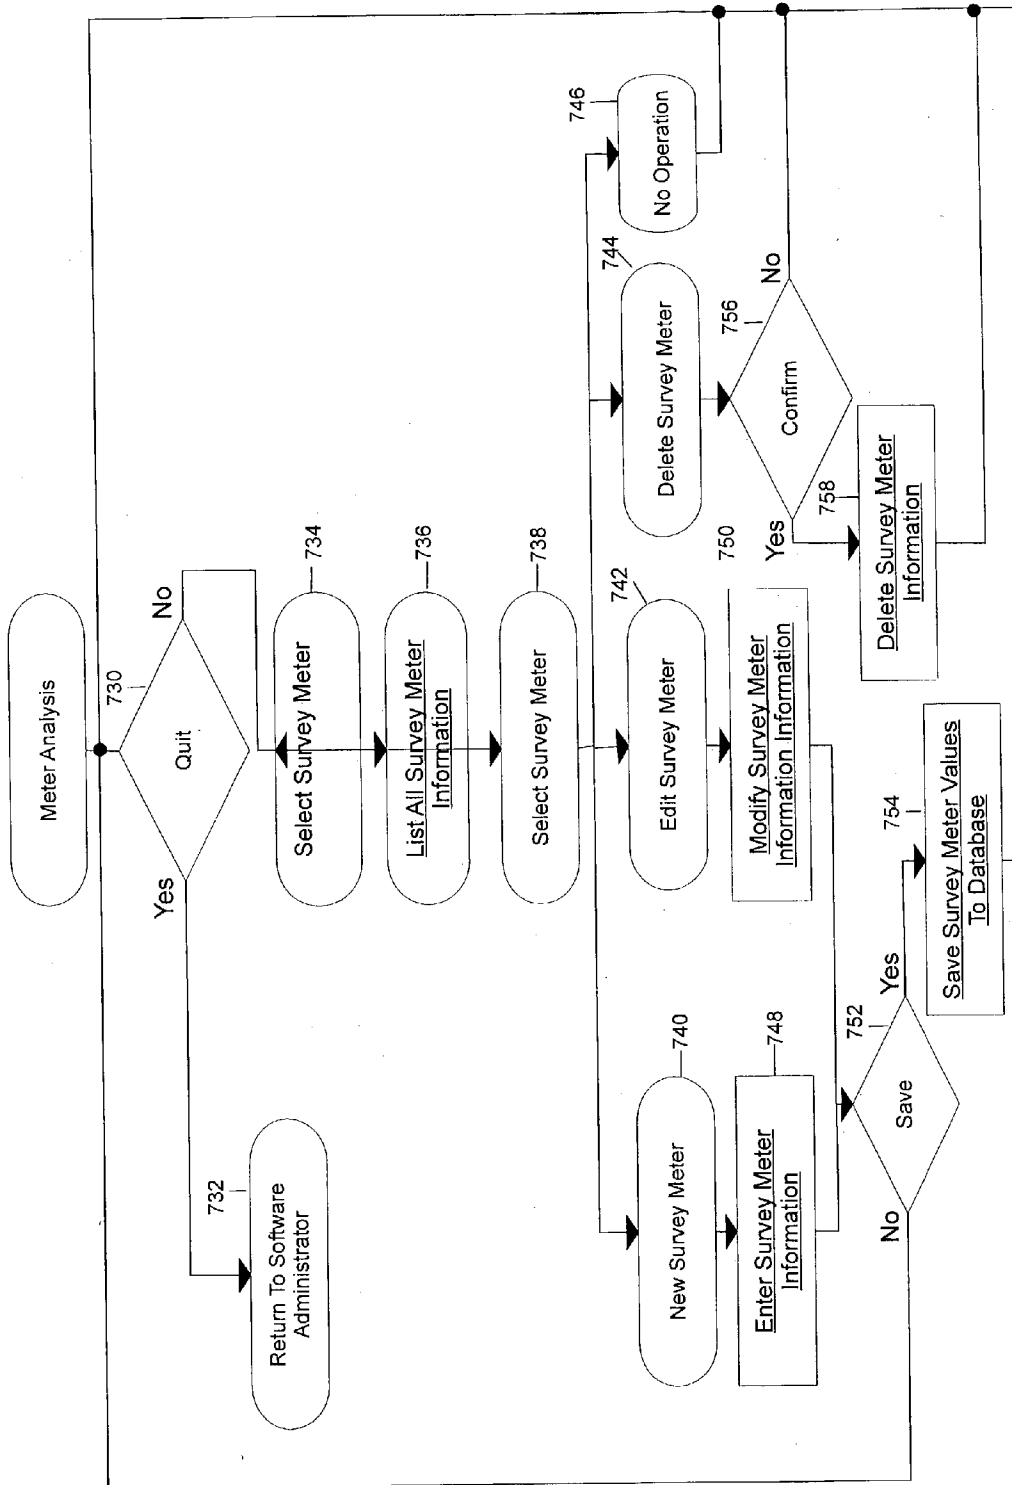 Meter Analysis
730
Quit
No
Yes
732
Return To Software
Administrator
734
Select Survey Meter
736
List All Survey Meter
Information
738
Select Survey Meter
740
New Survey Meter
742
Edit Survey Meter
744
Delete Survey Meter
746
No Operation
748
Enter Survey Meter
Information
750
Modify Survey Meter
Information Information
756
Confirm
No
Yes
758
Delete Survey Meter
Information
752
Save
No
Yes
754
Save Survey Meter Values
To Database